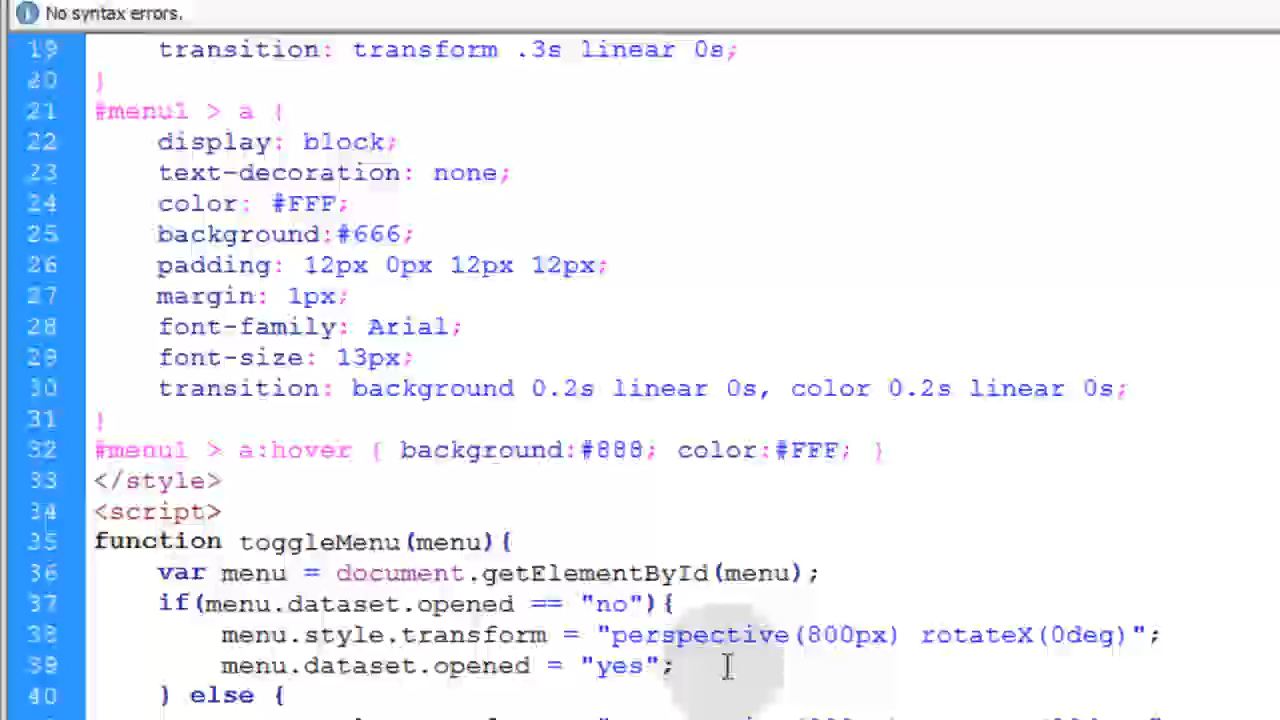 No syntax errors.
19 transition: transform .3s linear 0s;
20 }
21 #menu1 > a {
22 display: block;
23 text-decoration: none;
24 color: #FFF;
25 background:#666;
26 padding: 12px 0px 12px 12px;
27 margin: 1px;
28 font-family: Arial;
29 font-size: 13px;
30 transition: background 0.2s linear 0s, color 0.2s linear 0s;
31 }
32 #menu1 > a:hover { background:#888; color:#FFF; }
33 </style>
34 <script>
35 function toggleMenu(menu){
36 var menu = document.getElementById(menu);
37 if(menu.dataset.opened == "no"){
38 menu.style.transform = "perspective(800px) rotateX(0deg)";
39 menu.dataset.opened = "yes";
40 } else {